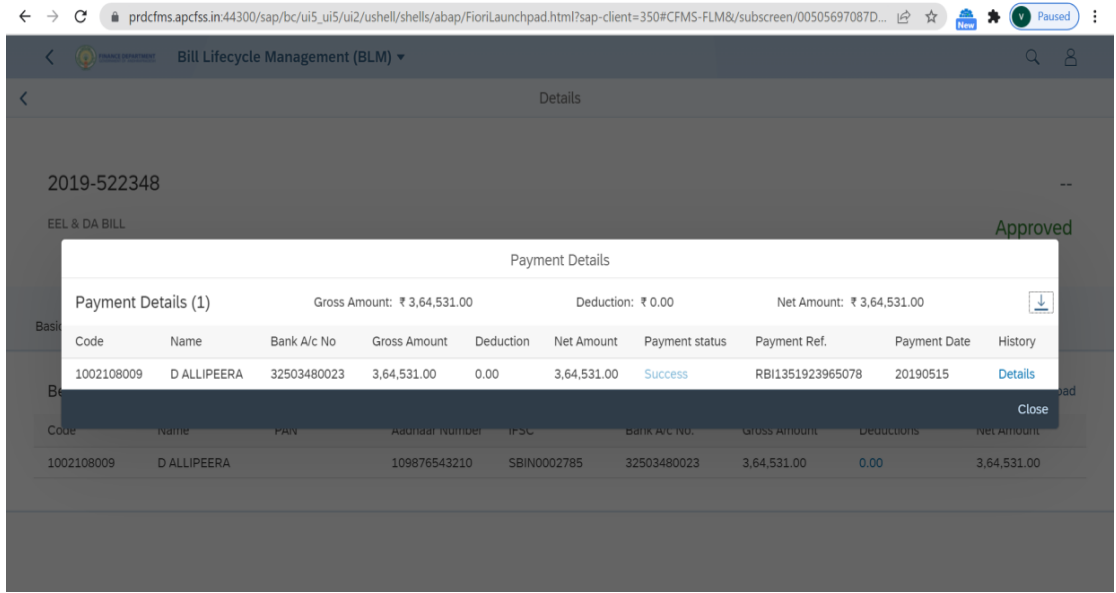 prdcfms.apcfss.in:44300/sap/bc/ui5_ui5/ui2/ushell/shells/abap/FioriLaunchpad.html?sap-client=350#CFMS-FLM&/subscreen/00505697087D...
New
V Paused
FINANCE DEPARTMENT Bill Lifecycle Management (BLM)
Details
2019-522348 --
EEL & DA BILL
Approved
Payment Details
Payment Details (1) Gross Amount: ₹ 3,64,531.00 Deduction: ₹ 0.00 Net Amount: ₹ 3,64,531.00
Code Name Bank A/c No Gross Amount Deduction Net Amount Payment status Payment Ref. Payment Date History
1002108009 D ALLIPEERA 32503480023 3,64,531.00 0.00 3,64,531.00 Success RBI1351923965078 20190515 Details
Close
Code Name PAN Aadhaar Number IFSC Bank A/c No. Gross Amount Deductions Net Amount
1002108009 D ALLIPEERA 109876543210 SBIN0002785 32503480023 3,64,531.00 0.00 3,64,531.00